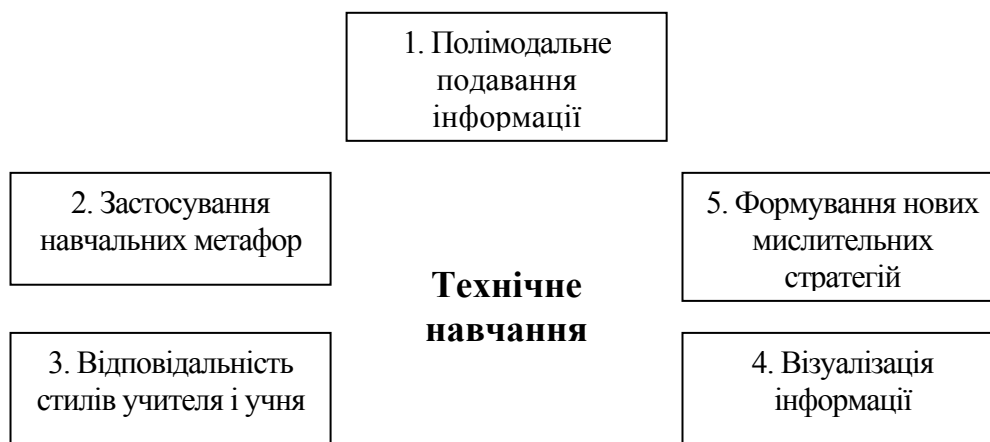 1. Полімодальне
подавання
інформації
2. Застосування
навчальних метафор
5. Формування нових
мислительних
стратегій
Технічне
навчання
3. Відповідальність
стилів учителя і учня
4. Візуалізація
інформації